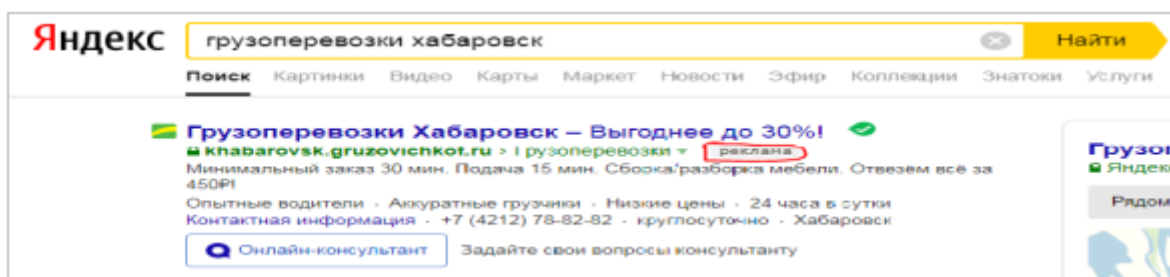 Яндекс грузоперевозки хабаровск Найти
Поиск Картинки Видео Карты Маркет Новости Эфир Коллекции Знатоки Услуги
Грузоперевозки Хабаровск – Выгоднее до 30%!
khabarovsk.gruzovichkot.ru > Грузоперевозки реклама
Минимальный заказ 30 мин. Подача 15 мин. Сборка/разборка мебели. Отвезём всё за
450₽!
Опытные водители · Аккуратные грузчики · Низкие цены · 24 часа в сутки
Контактная информация · +7 (4212) 78-82-82 · круглосуточно · Хабаровск
Онлайн-консультант Задайте свои вопросы консультанту
Грузо
Яндек
Рядом